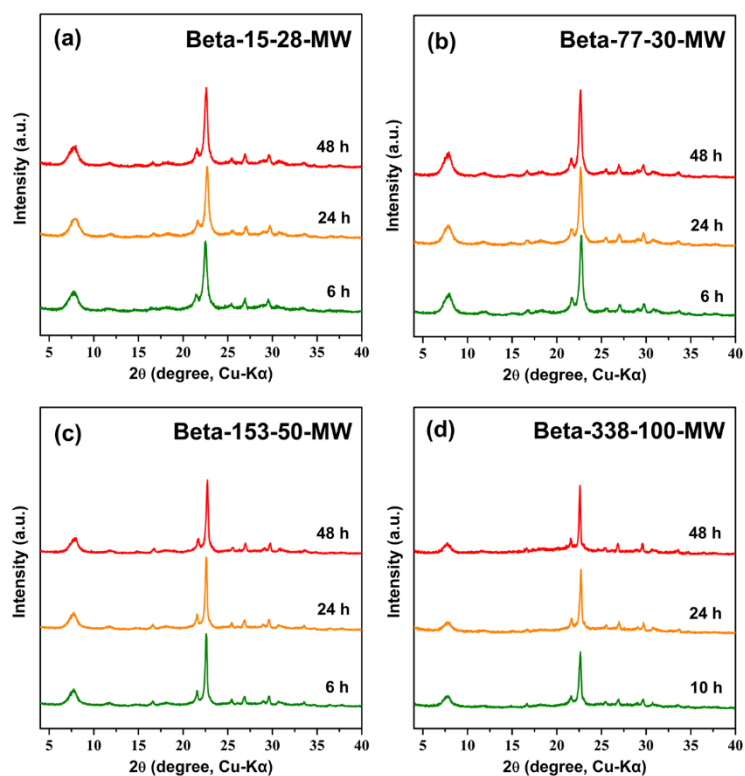 (a)
Beta-15-28-MW
Intensity (a.u.)
48 h
24 h
6 h
5 10 15 20 25 30 35 40
2θ (degree, Cu-Kα)
(b)
Beta-77-30-MW
Intensity (a.u.)
48 h
24 h
6 h
5 10 15 20 25 30 35 40
2θ (degree, Cu-Kα)
(c)
Beta-153-50-MW
Intensity (a.u.)
48 h
24 h
6 h
5 10 15 20 25 30 35 40
2θ (degree, Cu-Kα)
(d)
Beta-338-100-MW
Intensity (a.u.)
48 h
24 h
10 h
5 10 15 20 25 30 35 40
2θ (degree, Cu-Kα)